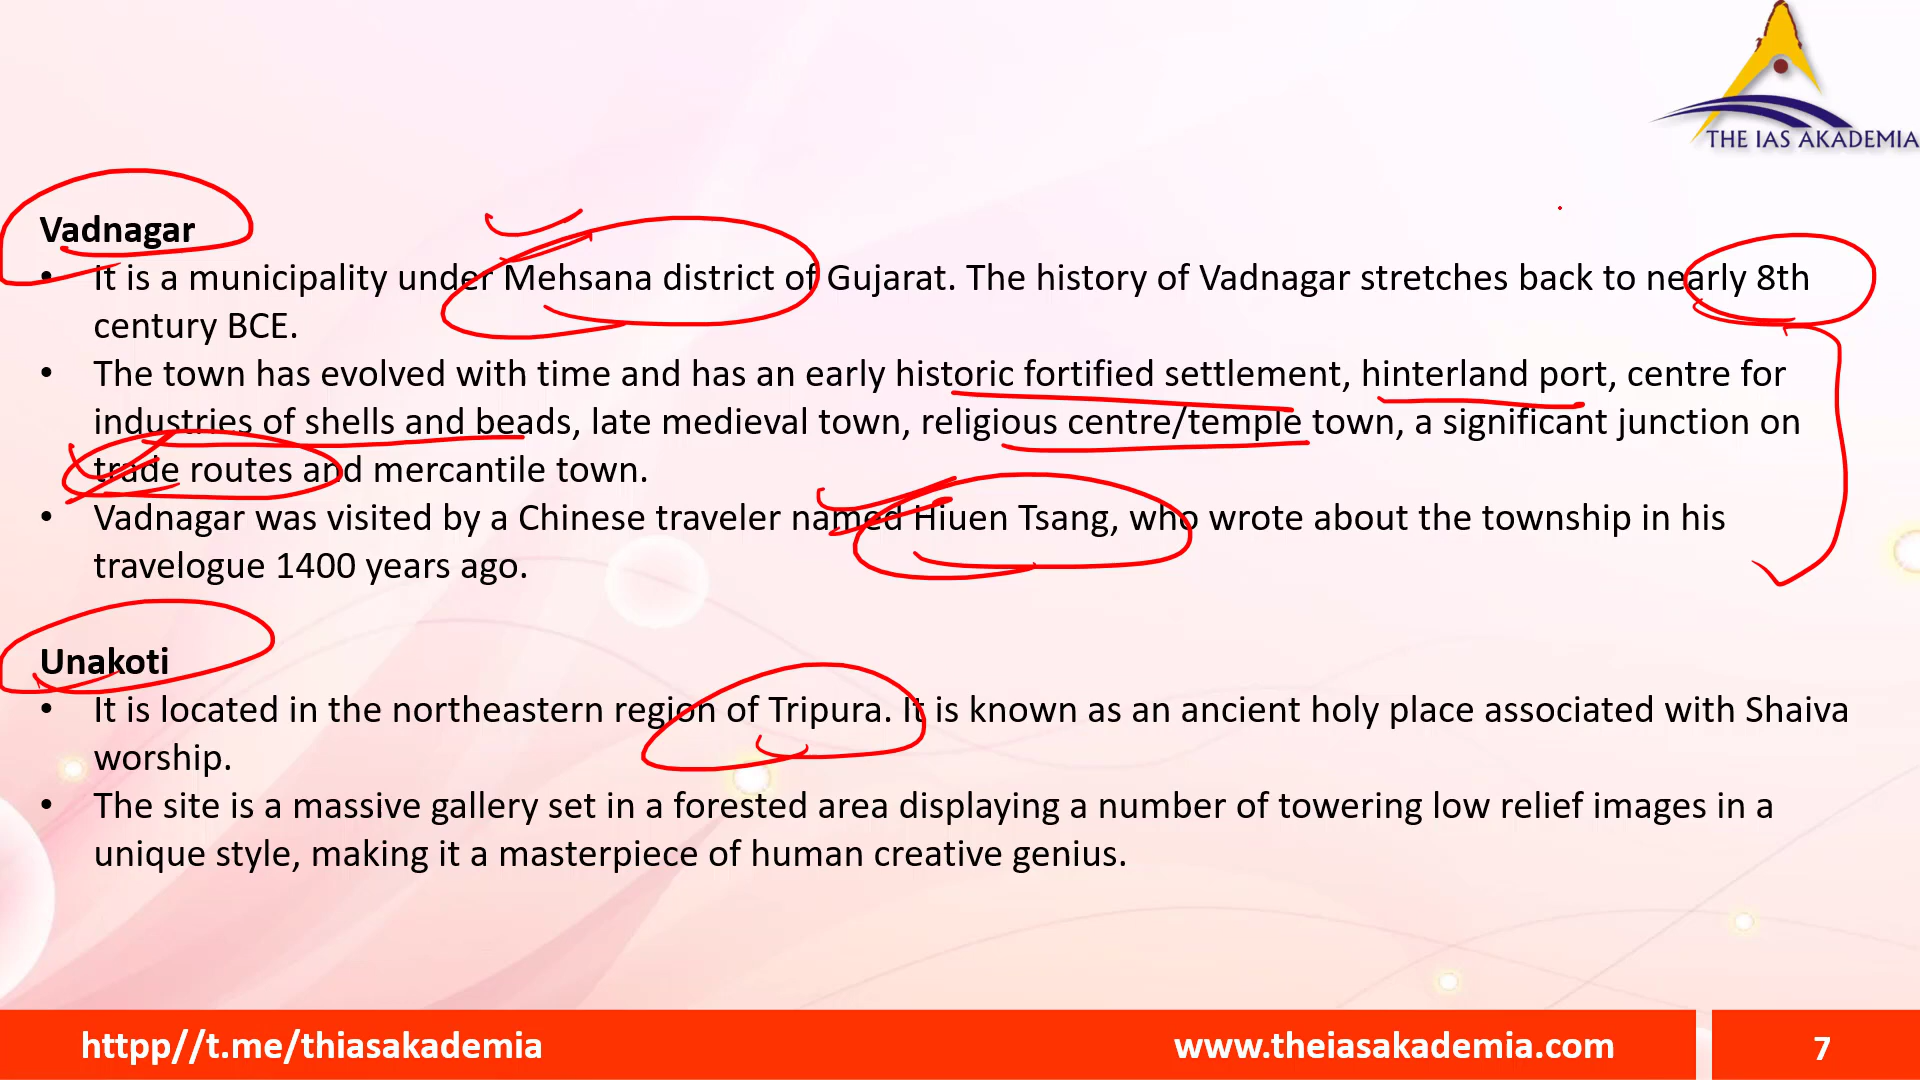 THE IAS AKADEMIA
Vadnagar
• It is a municipality under Mehsana district of Gujarat. The history of Vadnagar stretches back to nearly 8th
century BCE.
• The town has evolved with time and has an early historic fortified settlement, hinterland port, centre for
industries of shells and beads, late medieval town, religious centre/temple town, a significant junction on
trade routes and mercantile town.
• Vadnagar was visited by a Chinese traveler named Hiuen Tsang, who wrote about the township in his
travelogue 1400 years ago.
Unakoti
• It is located in the northeastern region of Tripura. It is known as an ancient holy place associated with Shaiva
worship.
• The site is a massive gallery set in a forested area displaying a number of towering low relief images in a
unique style, making it a masterpiece of human creative genius.
httpp//t.me/thiasakademia www.theiasakademia.com 7